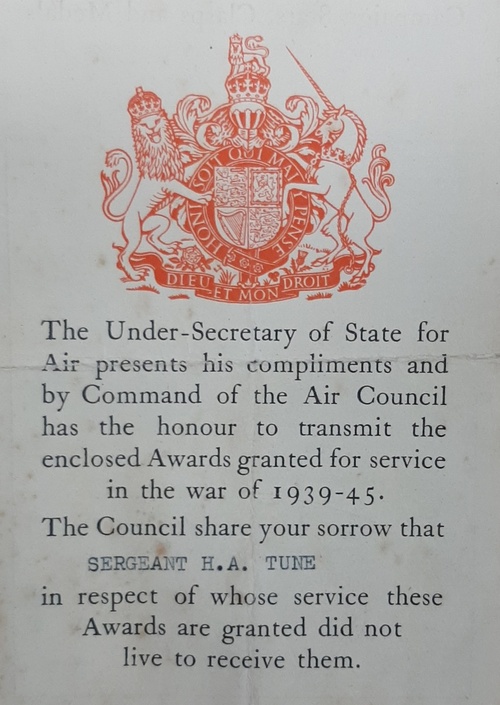 HONI SOIT QUI MAL Y PENSE
DIEU ET MON DROIT
The Under-Secretary of State for
Air presents his compliments and
by Command of the Air Council
has the honour to transmit the
enclosed Awards granted for service
in the war of 1939-45.
The Council share your sorrow that
SERGEANT H.A. TUNE
in respect of whose service these
Awards are granted did not
live to receive them.